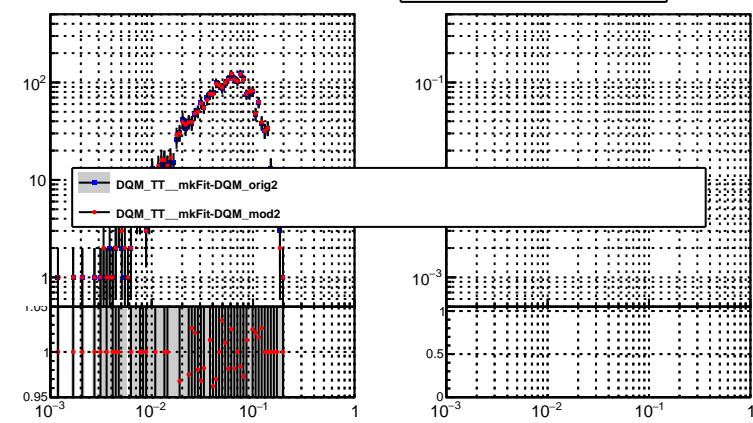 10² 10⁻¹
10
DQM_TT__mkFit-DQM_orig2
DQM_TT__mkFit-DQM_mod2
1 10⁻³
1.05 1
1 0.5
0.95 0
10⁻³ 10⁻² 10⁻¹ 1 10⁻³ 10⁻² 10⁻¹ 1